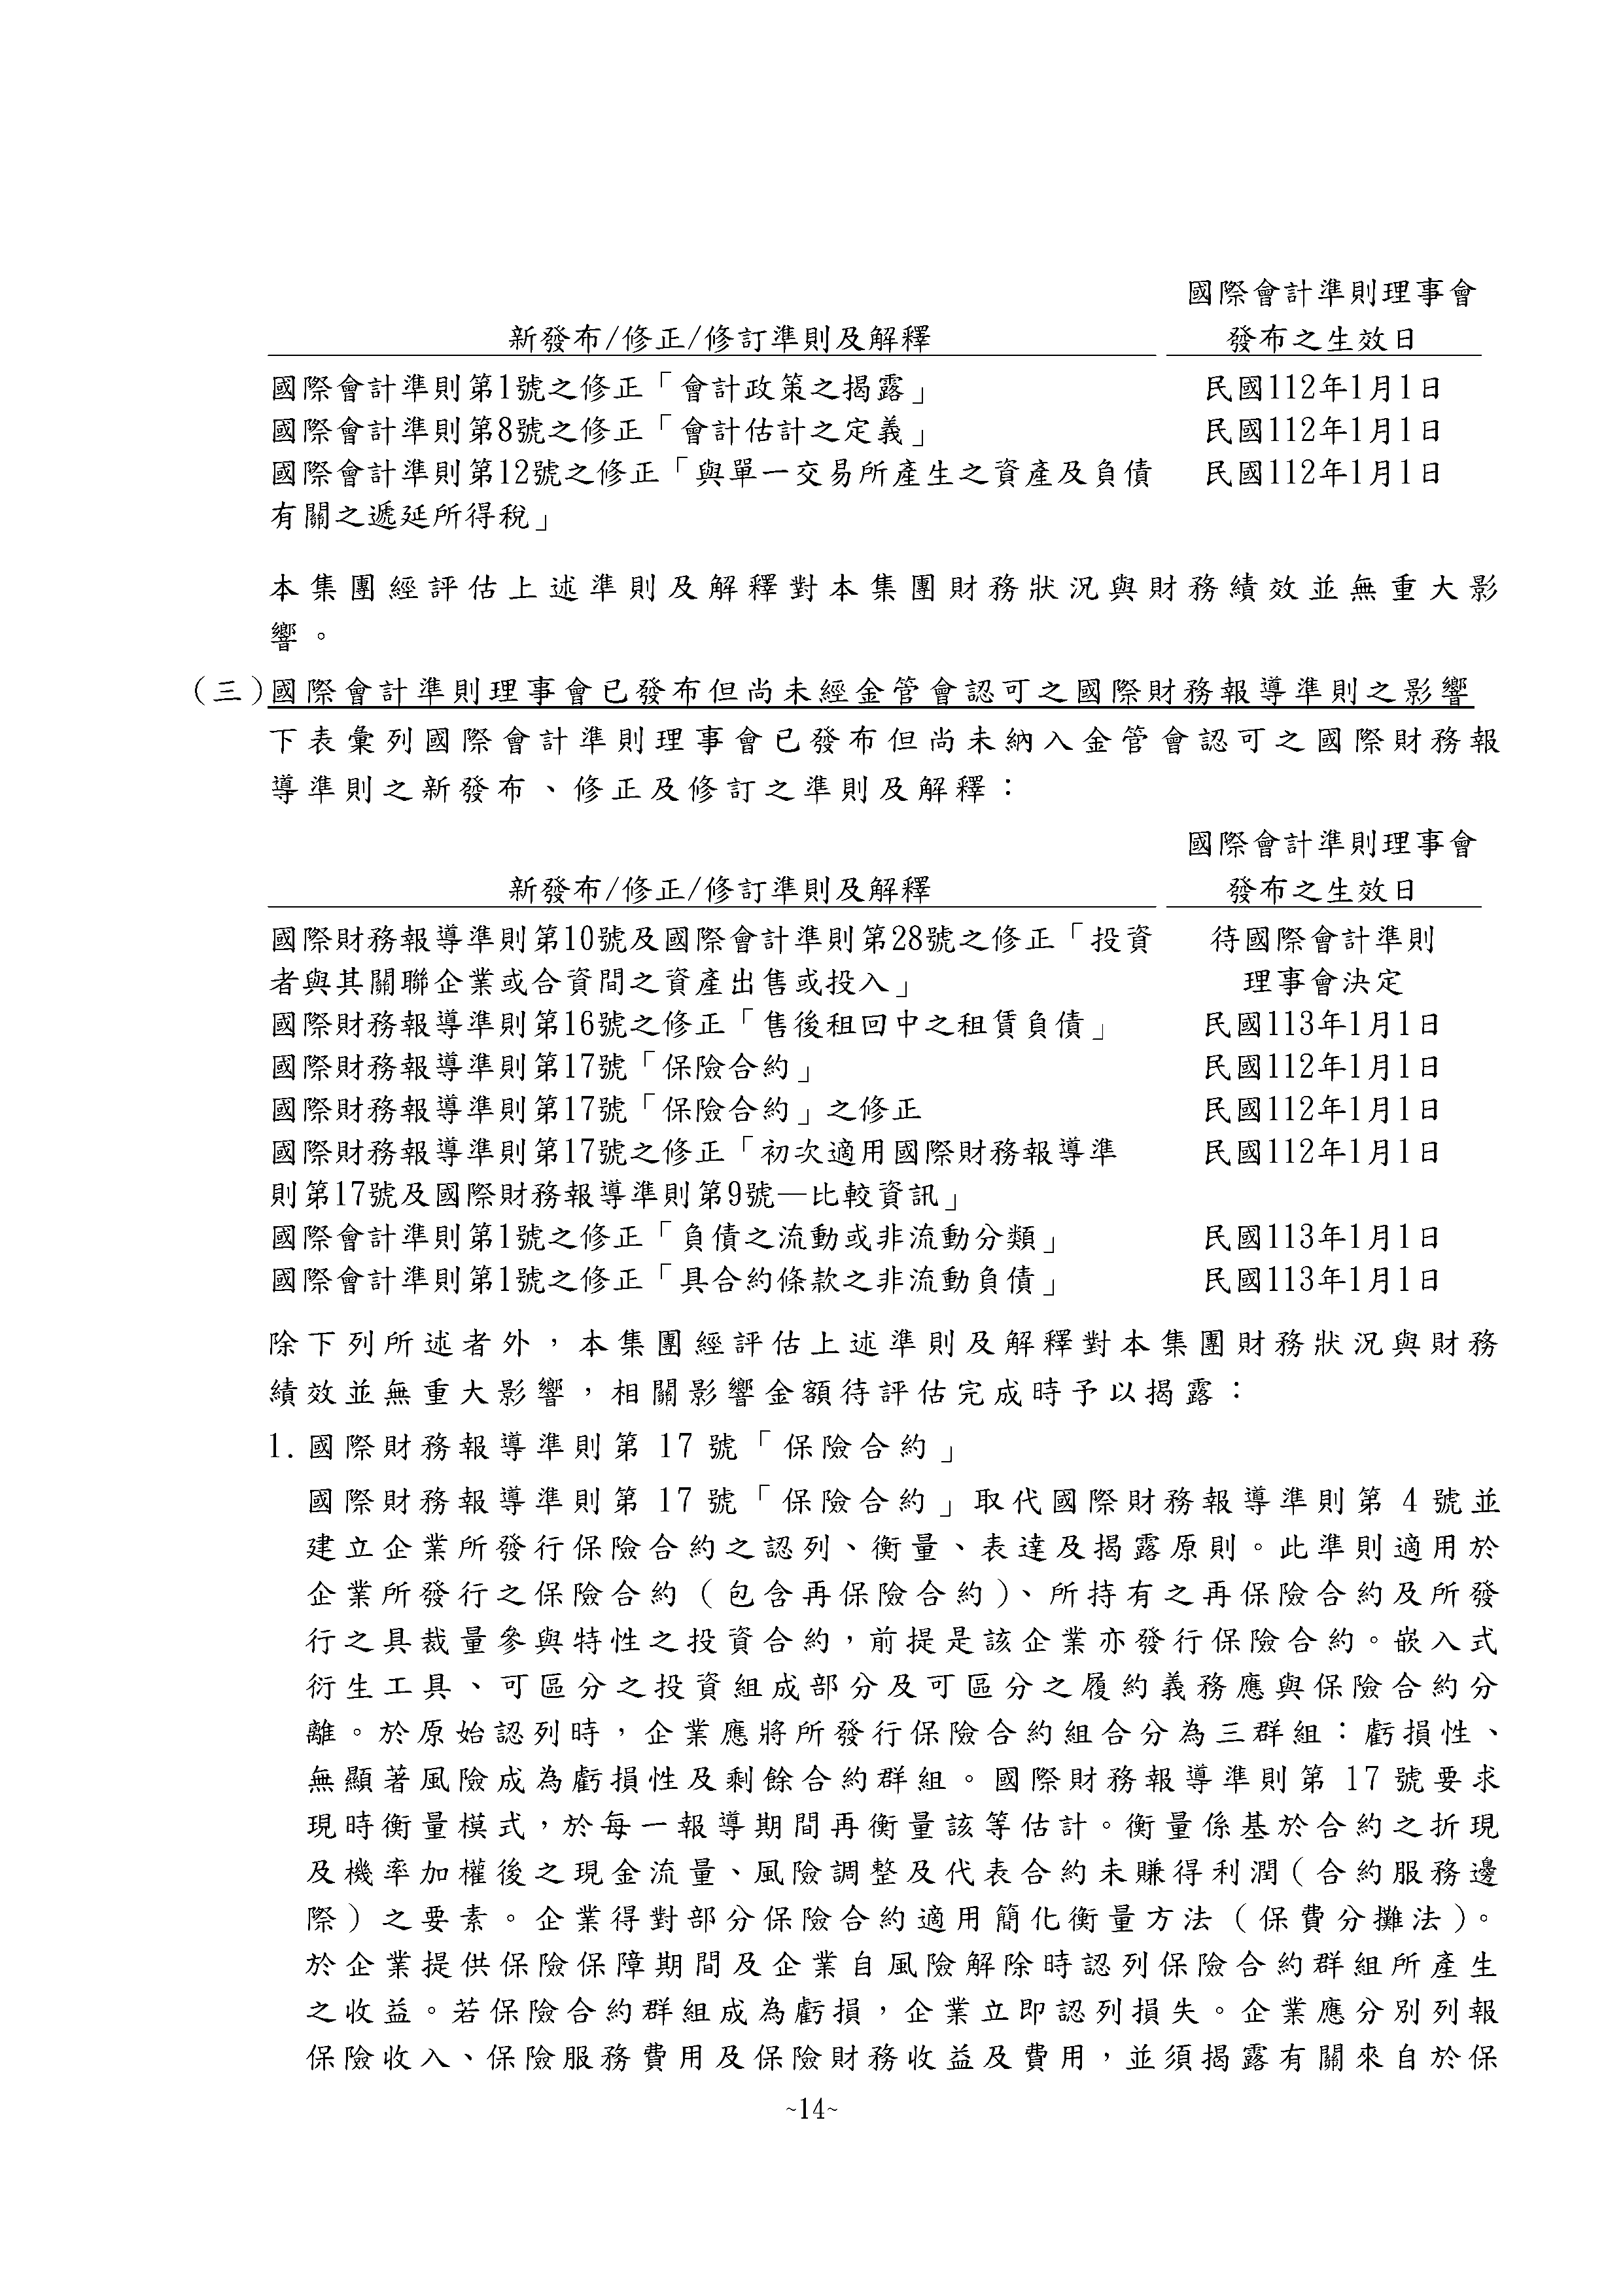 國際會計準則理事會
新發布/修正/修訂準則及解釋 發布之生效日
國際會計準則第1號之修正「會計政策之揭露」 民國112年1月1日
國際會計準則第8號之修正「會計估計之定義」 民國112年1月1日
國際會計準則第12號之修正「與單一交易所產生之資產及負債 民國112年1月1日
有關之遞延所得稅」
本集團經評估上述準則及解釋對本集團財務狀況與財務績效並無重大影
響。
(三)國際會計準則理事會已發布但尚未經金管會認可之國際財務報導準則之影響
下表彙列國際會計準則理事會已發布但尚未納入金管會認可之國際財務報
導準則之新發布、修正及修訂之準則及解釋：
國際會計準則理事會
新發布/修正/修訂準則及解釋 發布之生效日
國際財務報導準則第10號及國際會計準則第28號之修正「投資 待國際會計準則
者與其關聯企業或合資間之資產出售或投入」 理事會決定
國際財務報導準則第16號之修正「售後租回中之租賃負債」 民國113年1月1日
國際財務報導準則第17號「保險合約」 民國112年1月1日
國際財務報導準則第17號「保險合約」之修正 民國112年1月1日
國際財務報導準則第17號之修正「初次適用國際財務報導準 民國112年1月1日
則第17號及國際財務報導準則第9號—比較資訊」
國際會計準則第1號之修正「負債之流動或非流動分類」 民國113年1月1日
國際會計準則第1號之修正「具合約條款之非流動負債」 民國113年1月1日
除下列所述者外，本集團經評估上述準則及解釋對本集團財務狀況與財務
績效並無重大影響，相關影響金額待評估完成時予以揭露：
1.國際財務報導準則第 17 號「保險合約」
國際財務報導準則第 17 號「保險合約」取代國際財務報導準則第 4 號並
建立企業所發行保險合約之認列、衡量、表達及揭露原則。此準則適用於
企業所發行之保險合約（包含再保險合約）、所持有之再保險合約及所發
行之具裁量參與特性之投資合約，前提是該企業亦發行保險合約。嵌入式
衍生工具、可區分之投資組成部分及可區分之履約義務應與保險合約分
離。於原始認列時，企業應將所發行保險合約組合分為三群組：虧損性、
無顯著風險成為虧損性及剩餘合約群組。國際財務報導準則第 17 號要求
現時衡量模式，於每一報導期間再衡量該等估計。衡量係基於合約之折現
及機率加權後之現金流量、風險調整及代表合約未賺得利潤（合約服務邊
際）之要素。企業得對部分保險合約適用簡化衡量方法（保費分攤法）。
於企業提供保險保障期間及企業自風險解除時認列保險合約群組所產生
之收益。若保險合約群組成為虧損，企業立即認列損失。企業應分別列報
保險收入、保險服務費用及保險財務收益及費用，並須揭露有關來自於保
~14~